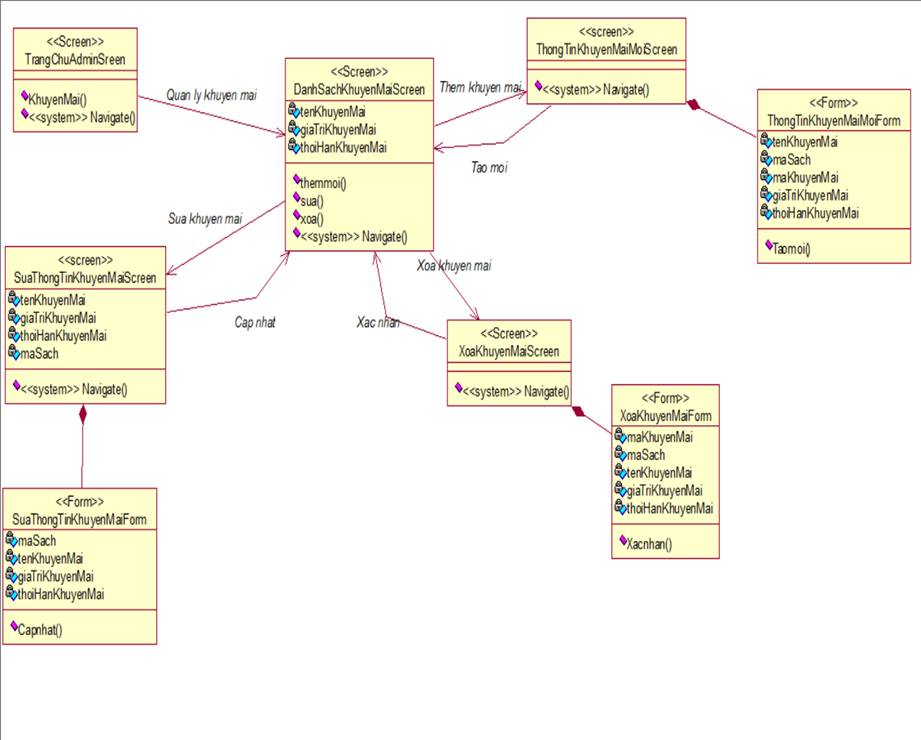 <<Screen>>
TrangChuAdminSreen
KhuyenMai()
<<system>> Navigate()
Quan ly khuyen mai
<<Screen>>
DanhSachKhuyenMaiScreen
tenKhuyenMai
giaTriKhuyenMai
thoiHanKhuyenMai
themmoi()
sua()
xoa()
<<system>> Navigate()
Them khuyen mai
<<screen>>
ThongTinKhuyenMaiMoiScreen
<<system>> Navigate()
Tao moi
<<Form>>
ThongTinKhuyenMaiMoiForm
tenKhuyenMai
maSach
maKhuyenMai
giaTriKhuyenMai
thoiHanKhuyenMai
Taomoi()
Sua khuyen mai
<<screen>>
SuaThongTinKhuyenMaiScreen
tenKhuyenMai
giaTriKhuyenMai
thoiHanKhuyenMai
maSach
<<system>> Navigate()
Cap nhat
Xac nhan
Xoa khuyen mai
<<Screen>>
XoaKhuyenMaiScreen
<<system>> Navigate()
<<Form>>
XoaKhuyenMaiForm
maKhuyenMai
maSach
tenKhuyenMai
giaTriKhuyenMai
thoiHanKhuyenMai
Xacnhan()
<<Form>>
SuaThongTinKhuyenMaiForm
maSach
tenKhuyenMai
giaTriKhuyenMai
thoiHanKhuyenMai
Capnhat()